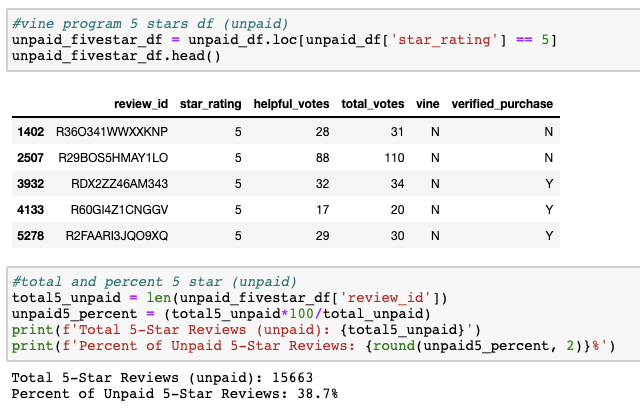 #vine program 5 stars df (unpaid)
unpaid_fivestar_df = unpaid_df.loc[unpaid_df['star_rating'] == 5]
unpaid_fivestar_df.head()
review_id star_rating helpful_votes total_votes vine verified_purchase
1402 R36O341WWXXKNP 5 28 31 N N
2507 R29BOS5HMAY1LO 5 88 110 N N
3932 RDX2ZZ46AM343 5 32 34 N Y
4133 R60GI4Z1CNGGV 5 17 20 N Y
5278 R2FAARI3JQO9XQ 5 29 30 N Y
#total and percent 5 star (unpaid)
total5_unpaid = len(unpaid_fivestar_df['review_id'])
unpaid5_percent = (total5_unpaid*100/total_unpaid)
print(f'Total 5-Star Reviews (unpaid): {total5_unpaid}')
print(f'Percent of Unpaid 5-Star Reviews: {round(unpaid5_percent, 2)}%')
Total 5-Star Reviews (unpaid): 15663
Percent of Unpaid 5-Star Reviews: 38.7%